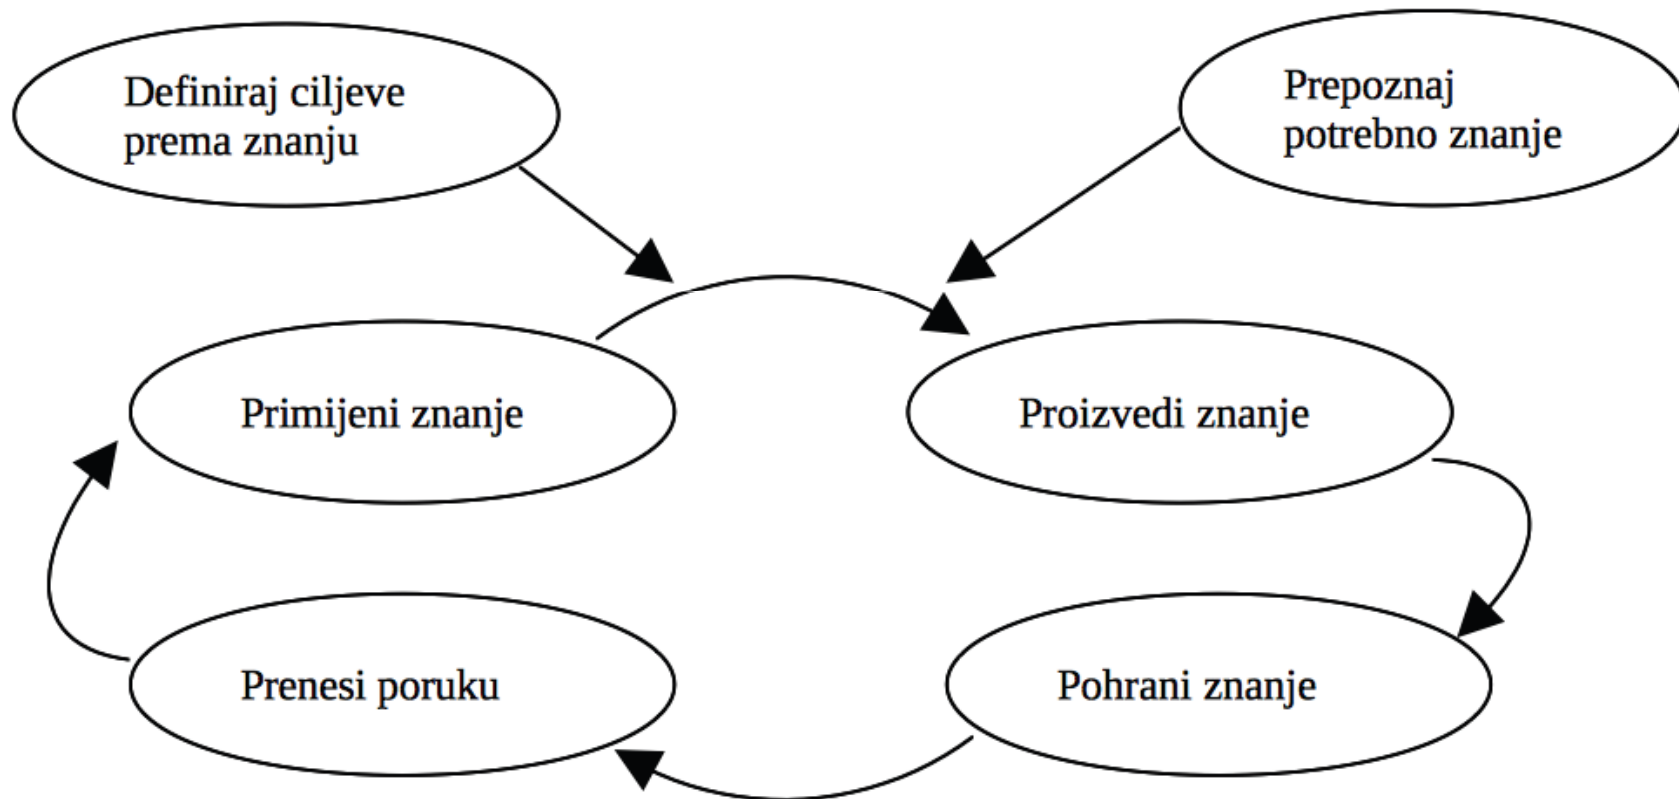 Definiraj ciljeve
prema znanju
Prepoznaj
potrebno znanje
Primijeni znanje
Proizvedi znanje
Prenesi poruku
Pohrani znanje